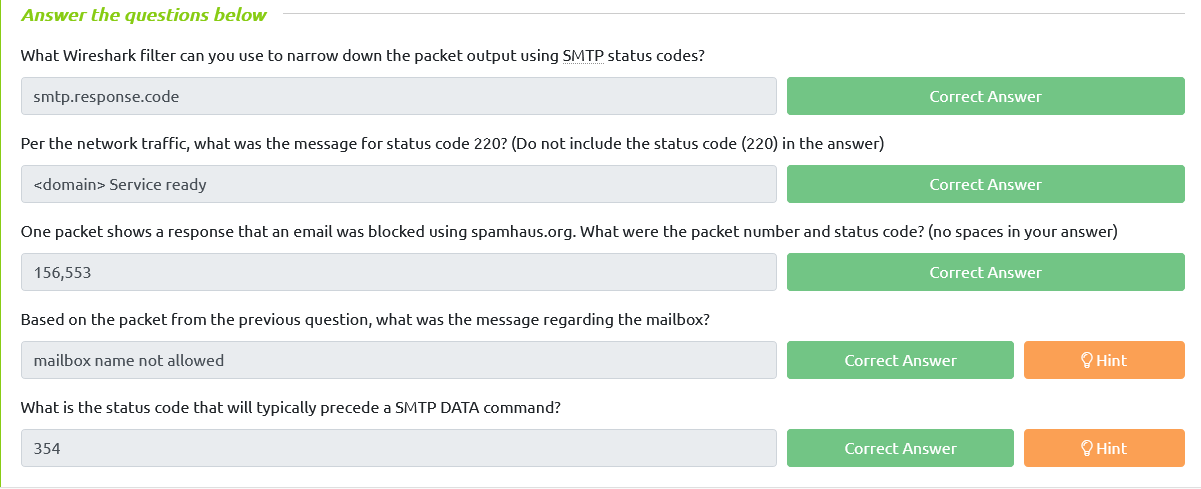 Answer the questions below
What Wireshark filter can you use to narrow down the packet output using SMTP status codes?
smtp.response.code
Correct Answer
Per the network traffic, what was the message for status code 220? (Do not include the status code (220) in the answer)
<domain> Service ready
Correct Answer
One packet shows a response that an email was blocked using spamhaus.org. What were the packet number and status code? (no spaces in your answer)
156,553
Correct Answer
Based on the packet from the previous question, what was the message regarding the mailbox?
mailbox name not allowed
Correct Answer
Hint
What is the status code that will typically precede a SMTP DATA command?
354
Correct Answer
Hint